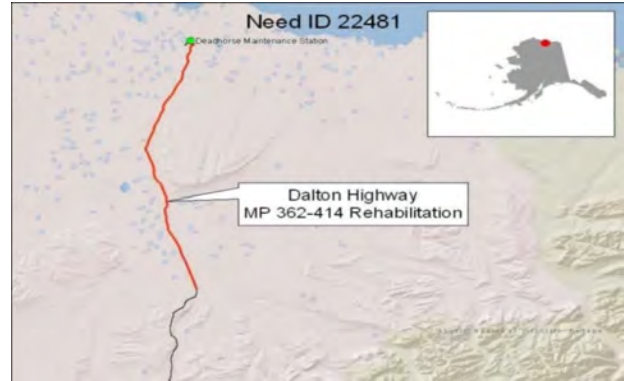 Need ID 22481
Deadhorse Maintenance Station
Dalton Highway
MP 362-414 Rehabilitation